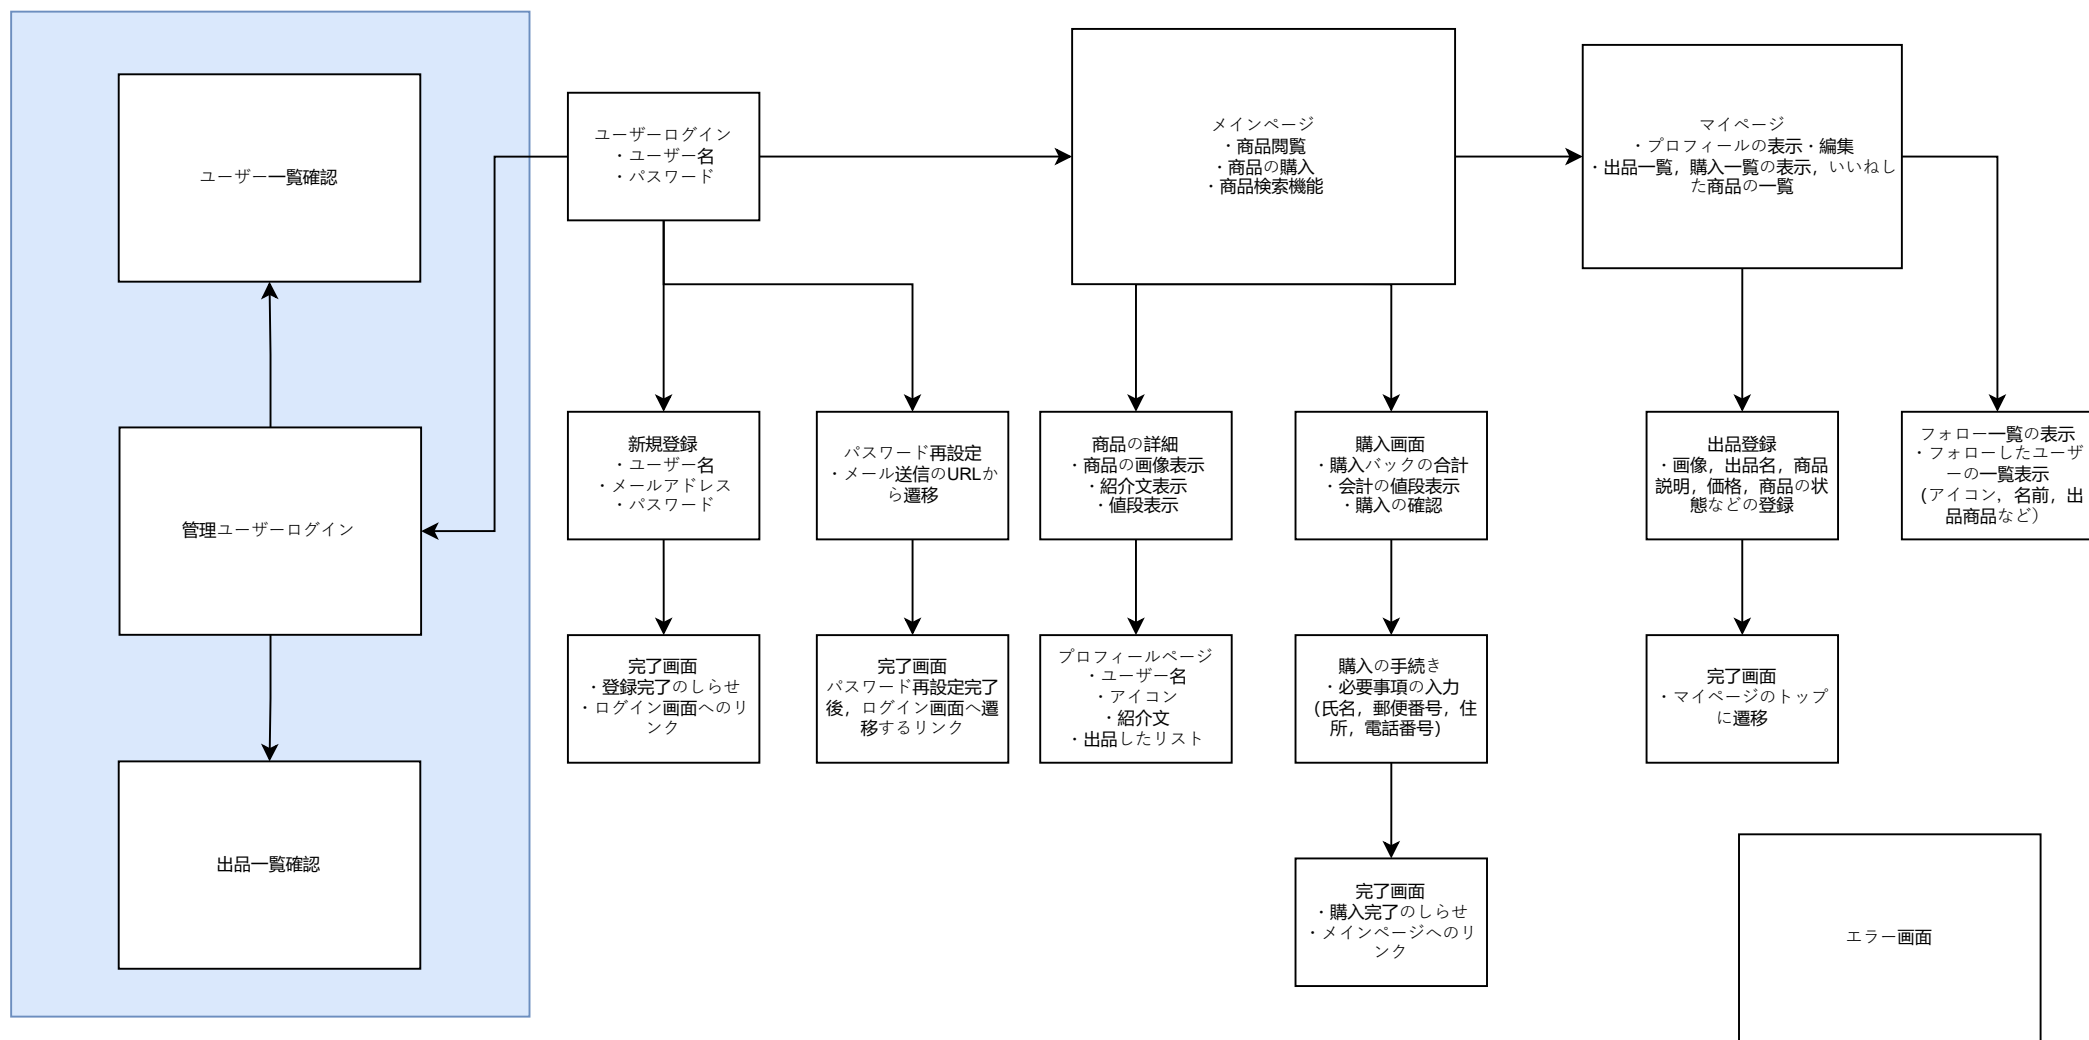 ユーザー一覧確認
管理ユーザーログイン
出品一覧確認
ユーザーログイン
・ユーザー名
・パスワード
新規登録
・ユーザー名
・メールアドレス
・パスワード
完了画面
・登録完了のしらせ
・ログイン画面へのリ
ンク
パスワード再設定
・メール送信のURLか
ら遷移
完了画面
パスワード再設定完了
後，ログイン画面へ遷
移するリンク
メインページ
・商品閲覧
・商品の購入
・商品検索機能
商品の詳細
・商品の画像表示
・紹介文表示
・値段表示
プロフィールページ
・ユーザー名
・アイコン
・紹介文
・出品したリスト
購入画面
・購入バックの合計
・会計の値段表示
・購入の確認
購入の手続き
・必要事項の入力
（氏名，郵便番号，住
所，電話番号）
完了画面
・購入完了のしらせ
・メインページへのリ
ンク
マイページ
・プロフィールの表示・編集
・出品一覧，購入一覧の表示，いいねし
た商品の一覧
出品登録
・画像，出品名，商品
説明，価格，商品の状
態などの登録
完了画面
・マイページのトップ
に遷移
フォロー一覧の表示
・フォローしたユーザ
ーの一覧表示
（アイコン，名前，出
品商品など）
エラー画面